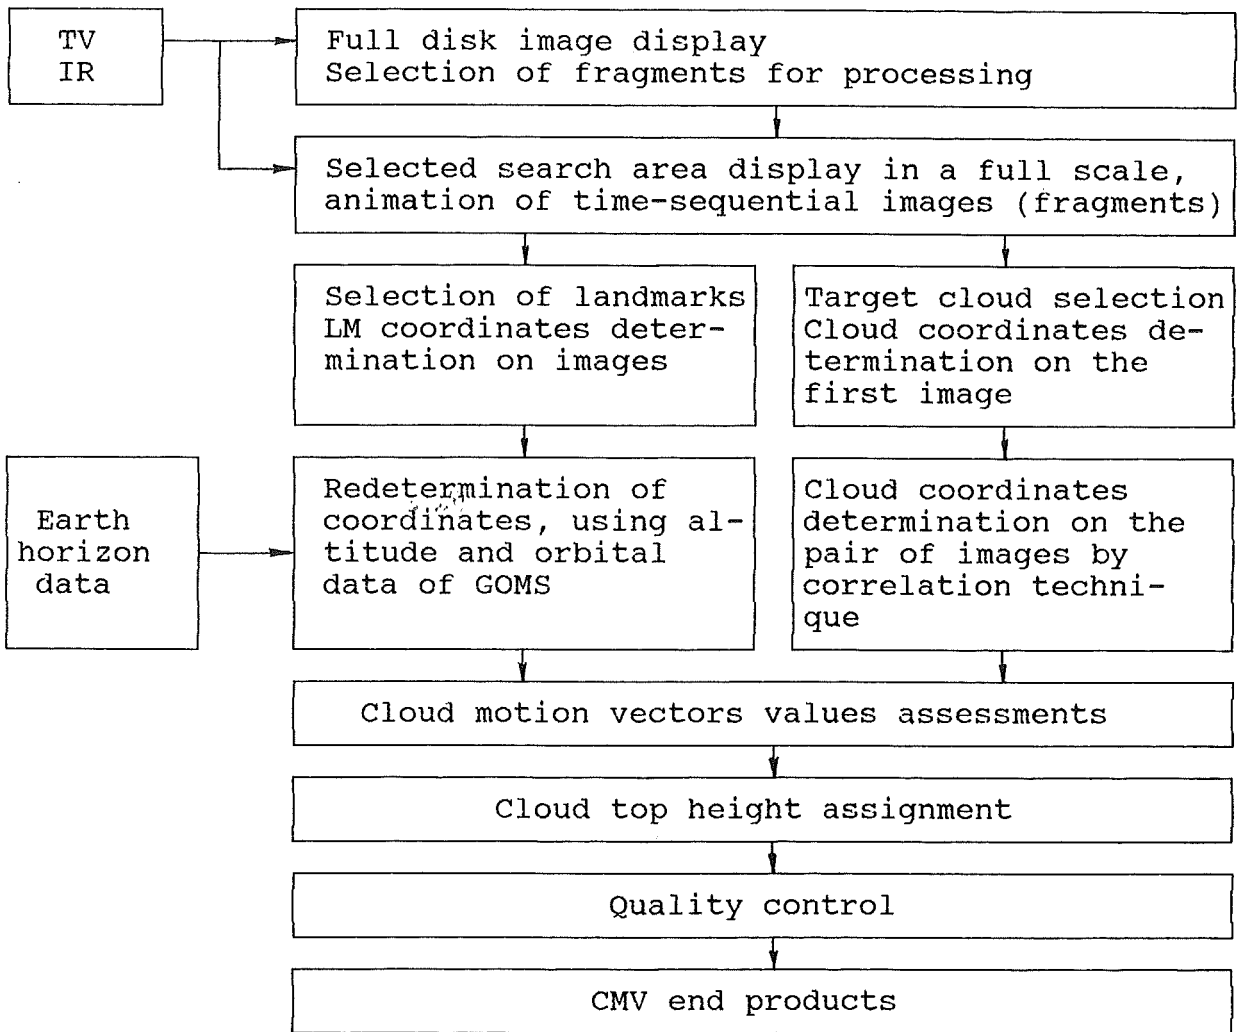 TV
IR
Full disk image display
Selection of fragments for processing
Selected search area display in a full scale,
animation of time-sequential images (fragments)
Selection of landmarks
LM coordinates deter-
mination on images
Target cloud selection
Cloud coordinates de-
termination on the
first image
Earth
horizon
data
Redetermination of
coordinates, using al-
titude and orbital
data of GOMS
Cloud coordinates
determination on the
pair of images by
correlation techni-
que
Cloud motion vectors values assessments
Cloud top height assignment
Quality control
CMV end products